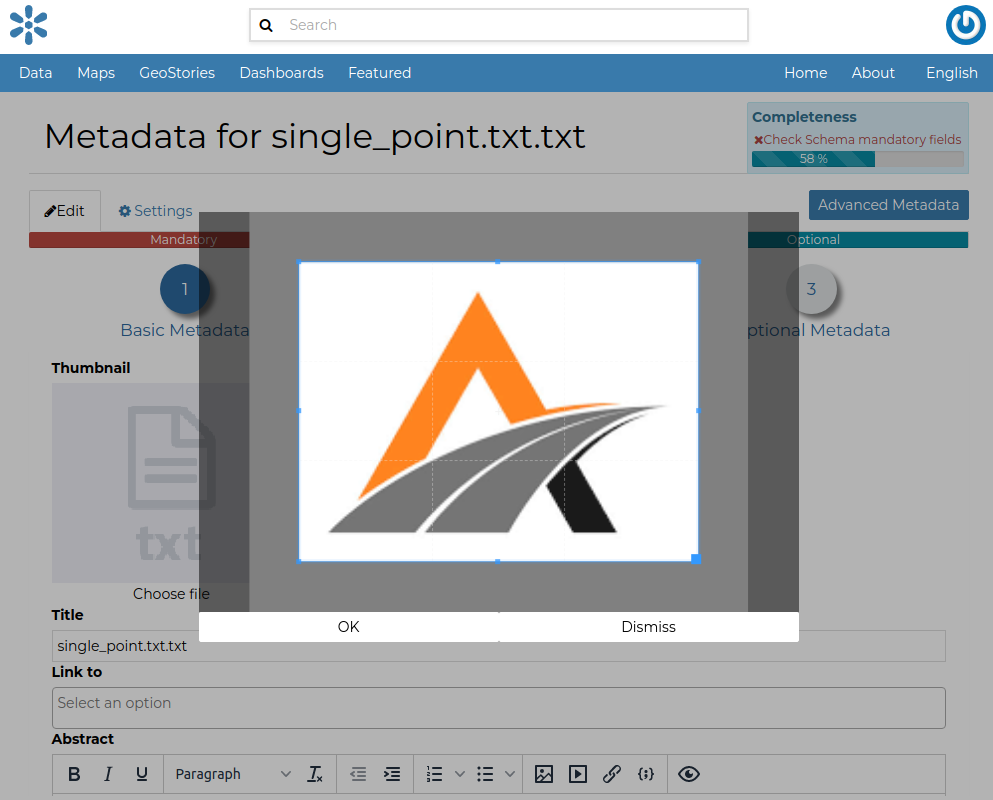 Search
Data Maps GeoStories Dashboards Featured Home About English
Metadata for single_point.txt.txt
Completeness
Check Schema mandatory fields
58 %
Edit Settings Advanced Metadata
Mandatory Optional
1 3
Basic Metadata ptional Metadata
Thumbnail
txt
Choose file
OK Dismiss
Title
single_point.txt.txt
Link to
Select an option
Abstract
B I U Paragraph